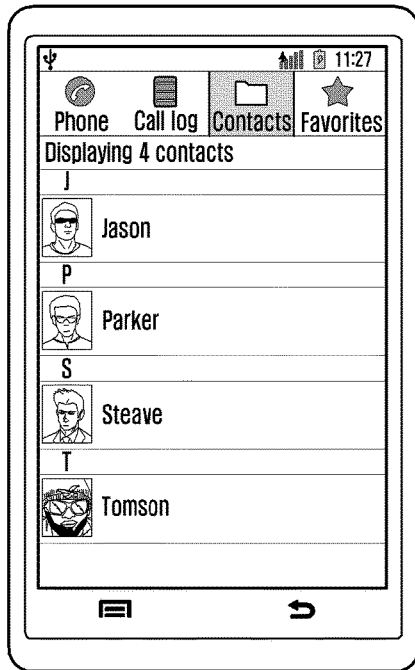 11:27
Phone Call log Contacts Favorites
Displaying 4 contacts
J
Jason
P
Parker
S
Steave
T
Tomson